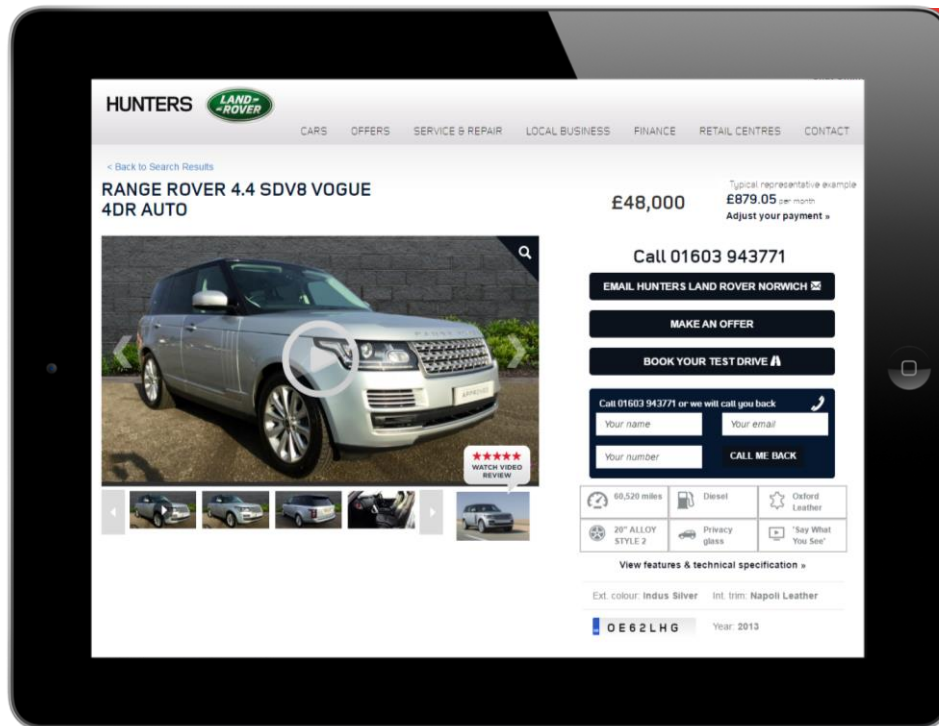 HUNTERS
LAND-
-ROVER
CARS OFFERS SERVICE & REPAIR LOCAL BUSINESS FINANCE RETAIL CENTRES CONTACT
< Back to Search Results
RANGE ROVER 4.4 SDV8 VOGUE
4DR AUTO
£48,000
Typical representative example
£879.05 per month
Adjust your payment »
RANGE ROVER
APPROVED
WATCH VIDEO
REVIEW
Call 01603 943771
EMAIL HUNTERS LAND ROVER NORWICH
MAKE AN OFFER
BOOK YOUR TEST DRIVE
Call 01603 943771 or we will call you back
Your name Your email
Your number CALL ME BACK
60,520 miles Diesel Oxford
Leather
20" ALLOY
STYLE 2
Privacy
glass
'Say What
You See'
View features & technical specification »
Ext. colour: Indus Silver Int. trim: Napoli Leather
OE62LHG Year: 2013